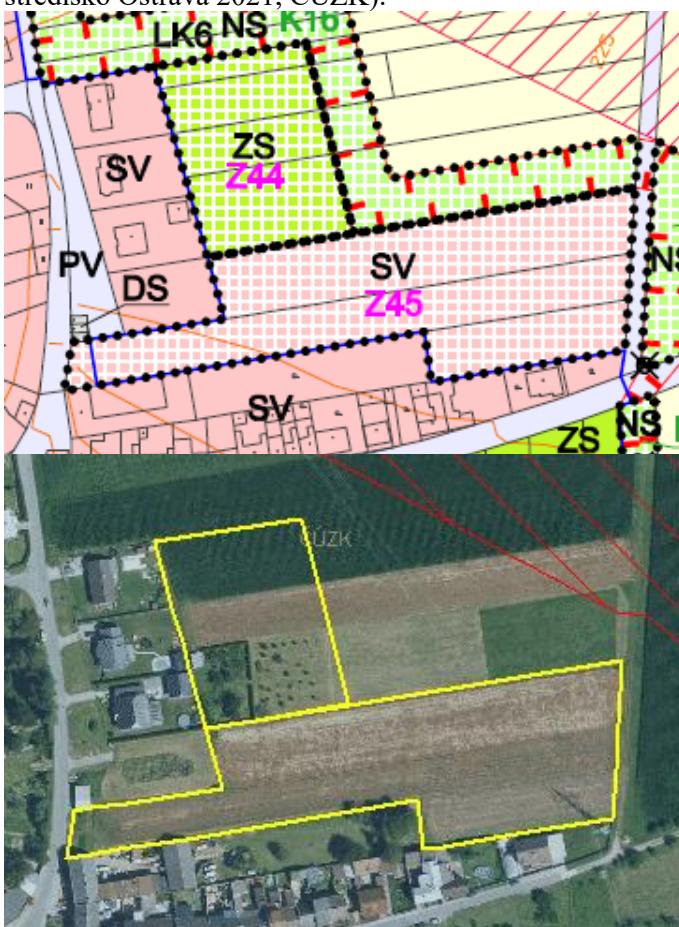 středisko Ostrava 2021, ČÚZK).
LK6 NS K16
225
ZS
Z44
SV
SV
Z45
PV
DS
NS
SV
NS
ZS
ČÚZK